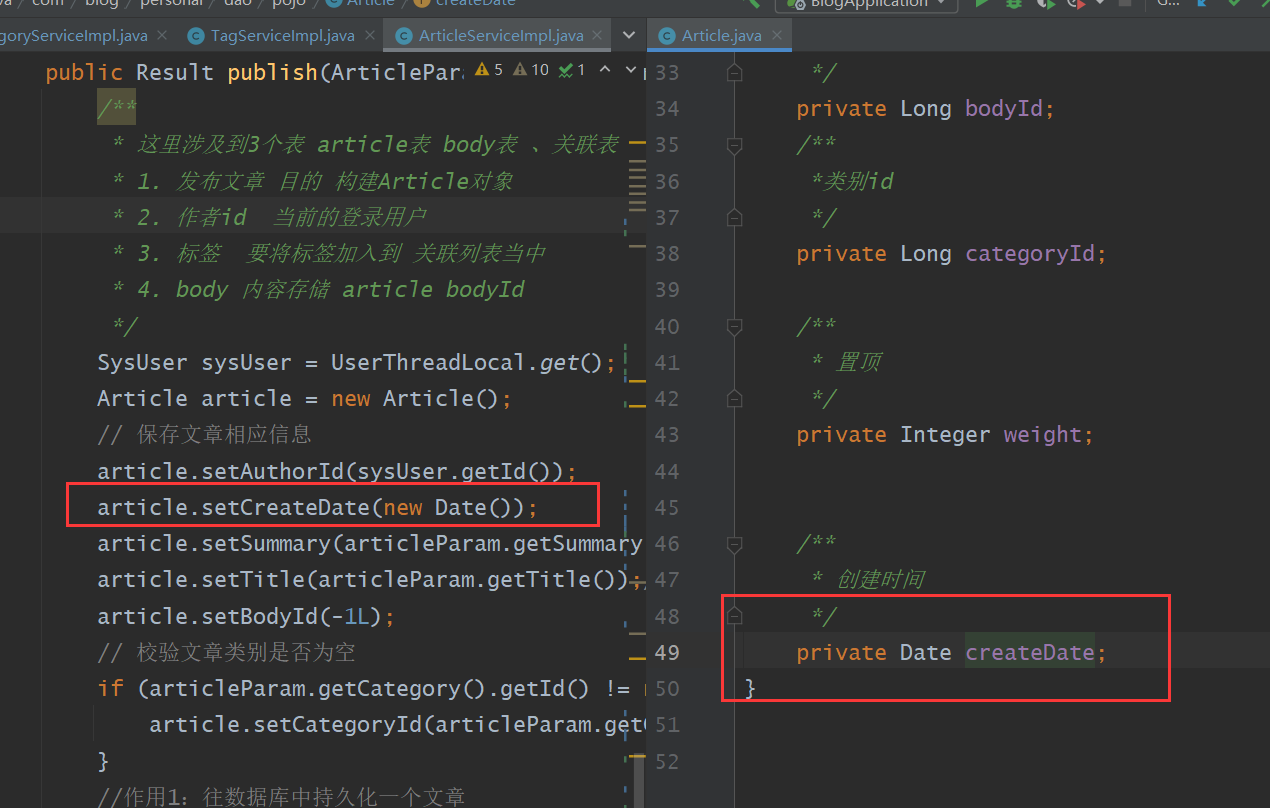 com blog personal dao pojo Article createDate
BlogApplication
goryServiceImpl.java TagServiceImpl.java ArticleServiceImpl.java Article.java
public Result publish(ArticlePar 5 10 1
/**
* 这里涉及到3个表 article表 body表 、关联表
* 1. 发布文章 目的 构建Article对象
* 2. 作者id 当前的登录用户
* 3. 标签 要将标签加入到 关联列表当中
* 4. body 内容存储 article bodyId
*/
SysUser sysUser = UserThreadLocal.get();
Article article = new Article();
// 保存文章相应信息
article.setAuthorId(sysUser.getId());
article.setCreateDate(new Date());
article.setSummary(articleParam.getSummary
article.setTitle(articleParam.getTitle());
article.setBodyId(-1L);
// 校验文章类别是否为空
if (articleParam.getCategory().getId() !=
article.setCategoryId(articleParam.get
}
//作用1：往数据库中持久化一个文章
33 */
34 private Long bodyId;
35 /**
36 *类别id
37 */
38 private Long categoryId;
39
40 /**
41 * 置顶
42 */
43 private Integer weight;
44
45
46 /**
47 * 创建时间
48 */
49 private Date createDate;
50 }
51
52